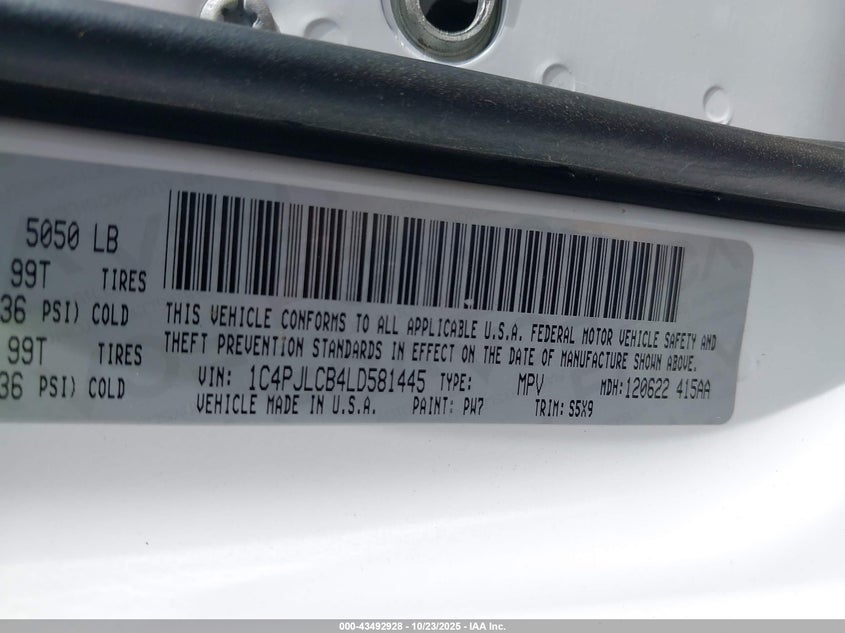 5050 LB
99T TIRES
36 PSI) COLD
99T TIRES
36 PSI) COLD
THIS VEHICLE CONFORMS TO ALL APPLICABLE U.S.A. FEDERAL MOTOR VEHICLE SAFETY AND
THEFT PREVENTION STANDARDS IN EFFECT ON THE DATE OF MANUFACTURE SHOWN ABOVE.
VIN: 1C4PJLCB4LD581445 TYPE: MPV MDH:120622 415AA
VEHICLE MADE IN U.S.A. PAINT: PW7 TRIM: S5X9
000-43492928 - 10/23/2025 - IAA Inc.